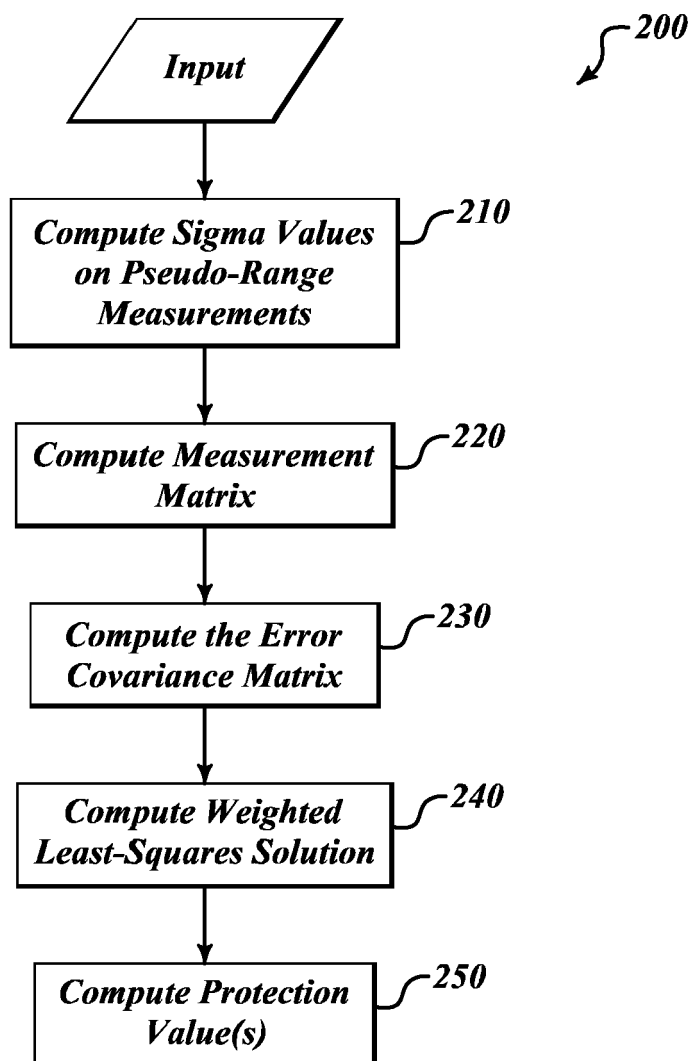 200
Input
210
Compute Sigma Values
on Pseudo-Range
Measurements
220
Compute Measurement
Matrix
230
Compute the Error
Covariance Matrix
240
Compute Weighted
Least-Squares Solution
250
Compute Protection
Value(s)